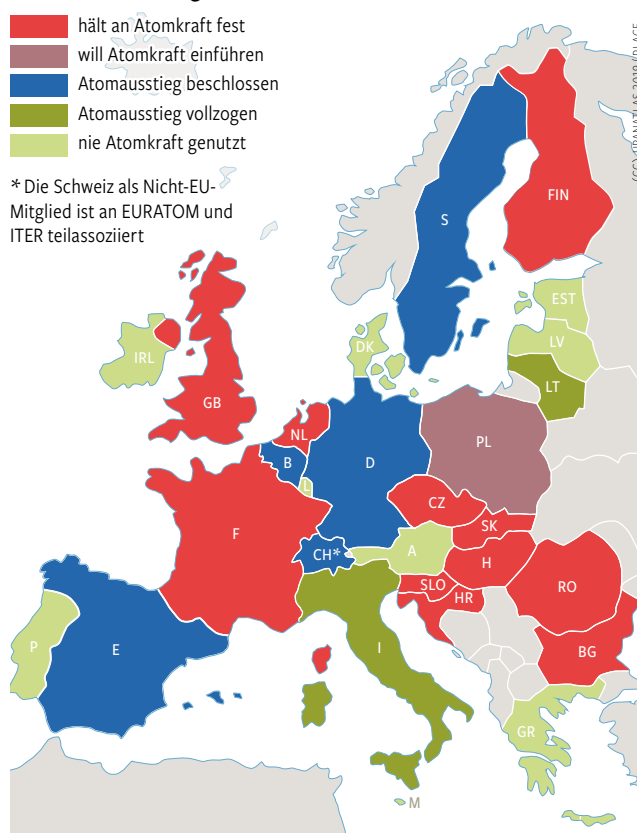 hält an Atomkraft fest
will Atomkraft einführen
Atomausstieg beschlossen
Atomausstieg vollzogen
nie Atomkraft genutzt
* Die Schweiz als Nicht-EU-
Mitglied ist an EURATOM und
ITER teilassoziiert
S
FIN
EST
LV
LT
DK
IRL
GB
NL
B
D
PL
L
CZ
SK
F
CH*
A
H
SLO
HR
RO
BG
P
E
I
GR
M